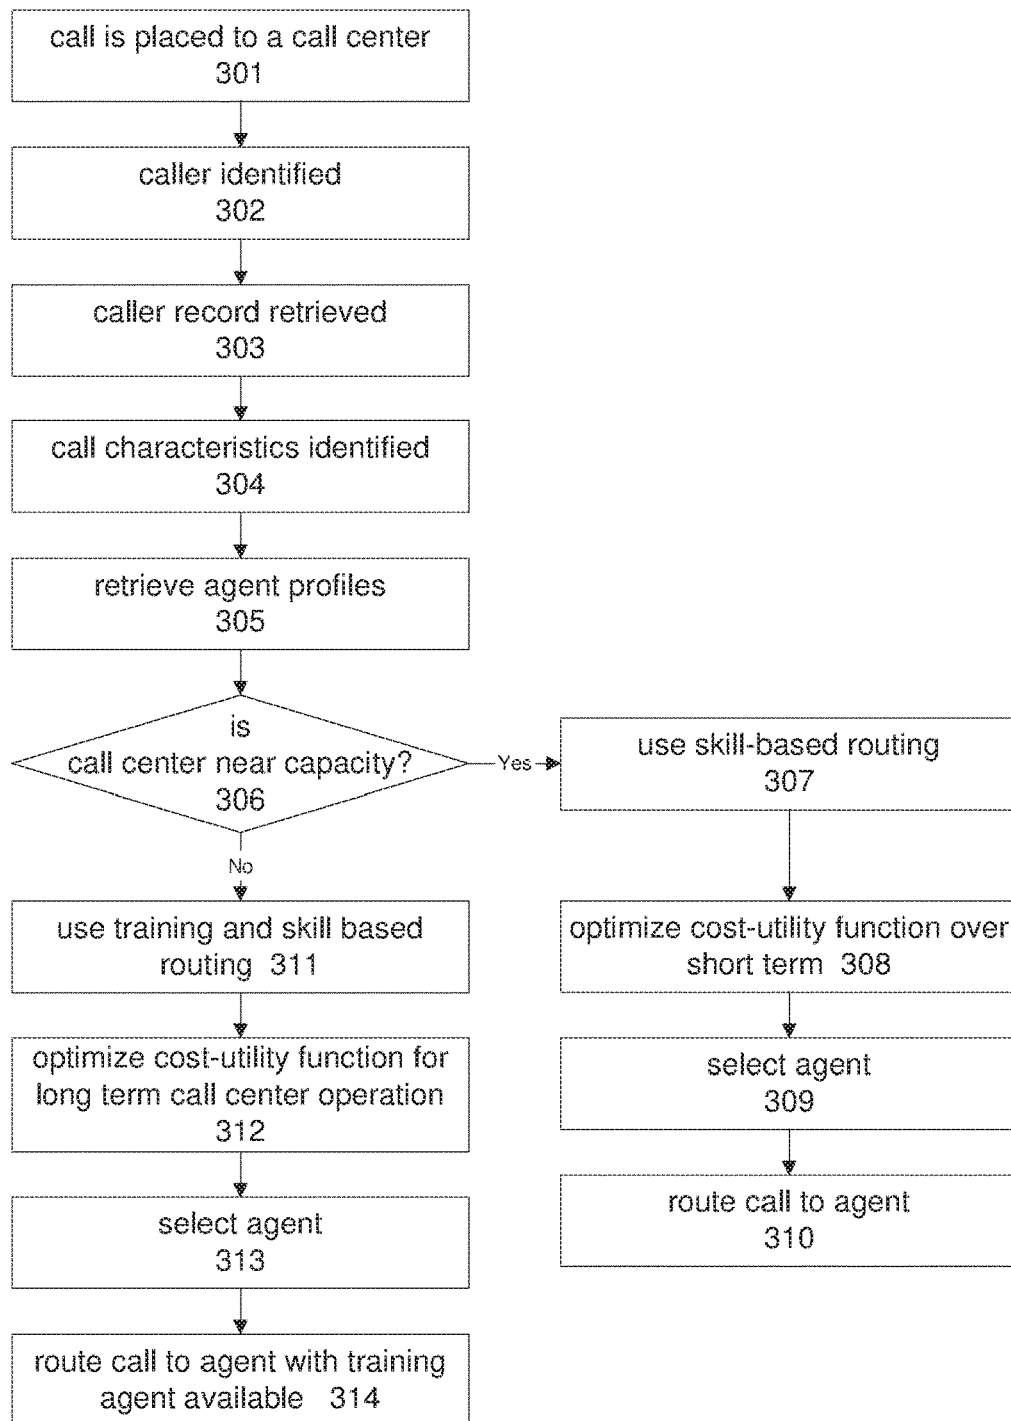 call is placed to a call center
301
caller identified
302
caller record retrieved
303
call characteristics identified
304
retrieve agent profiles
305
is
call center near capacity?
306
Yes
use skill-based routing
307
optimize cost-utility function over
short term 308
select agent
309
route call to agent
310
No
use training and skill based
routing 311
optimize cost-utility function for
long term call center operation
312
select agent
313
route call to agent with training
agent available 314